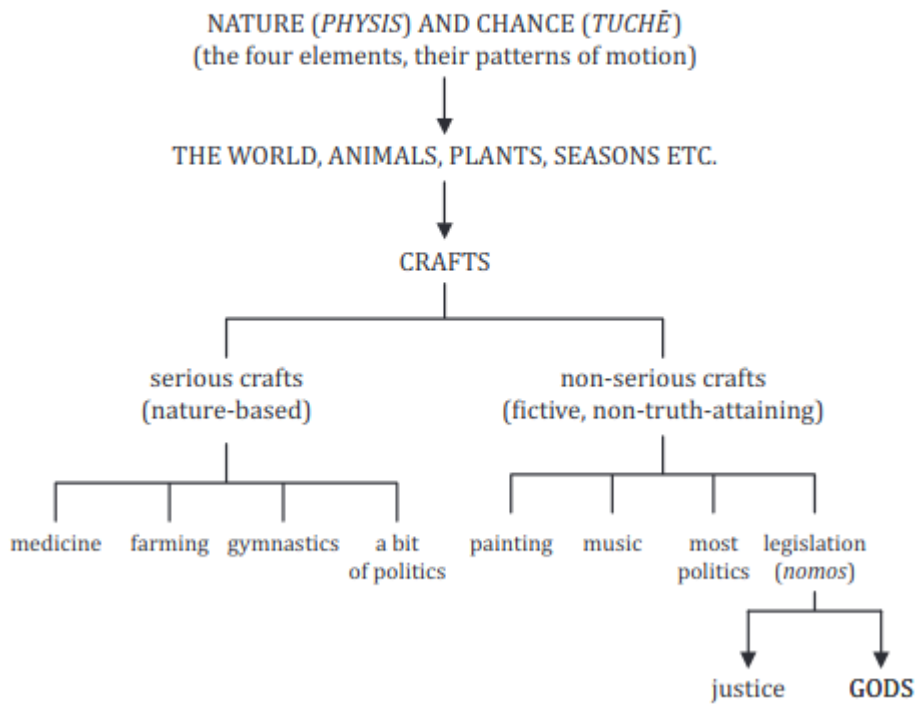 NATURE (PHYSIS) AND CHANCE (TUCHĒ)
(the four elements, their patterns of motion)
THE WORLD, ANIMALS, PLANTS, SEASONS ETC.
CRAFTS
serious crafts
(nature-based)
non-serious crafts
(fictive, non-truth-attaining)
medicine
farming
gymnastics
a bit
of politics
painting
music
most
politics
legislation
(nomos)
justice
GODS